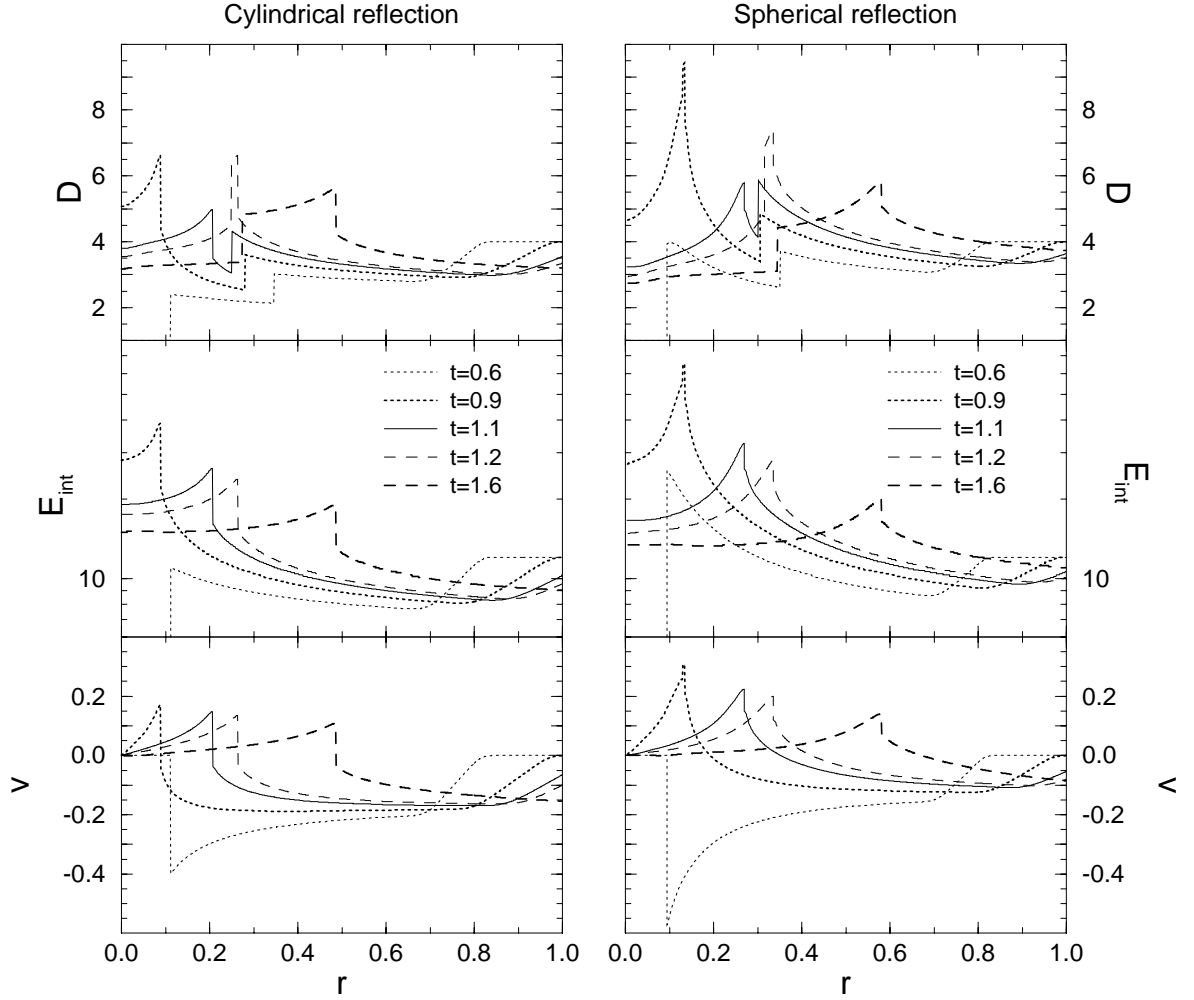 Cylindrical reflection
Spherical reflection
8
6
4
2
D
8
6
4
2
D
t=0.6
t=0.9
t=1.1
t=1.2
t=1.6
10
E_int
t=0.6
t=0.9
t=1.1
t=1.2
t=1.6
10
E_int
0.2
0.0
-0.2
-0.4
v
0.2
0.0
-0.2
-0.4
v
0.0 0.2 0.4 0.6 0.8 1.0
r
0.0 0.2 0.4 0.6 0.8 1.0
r